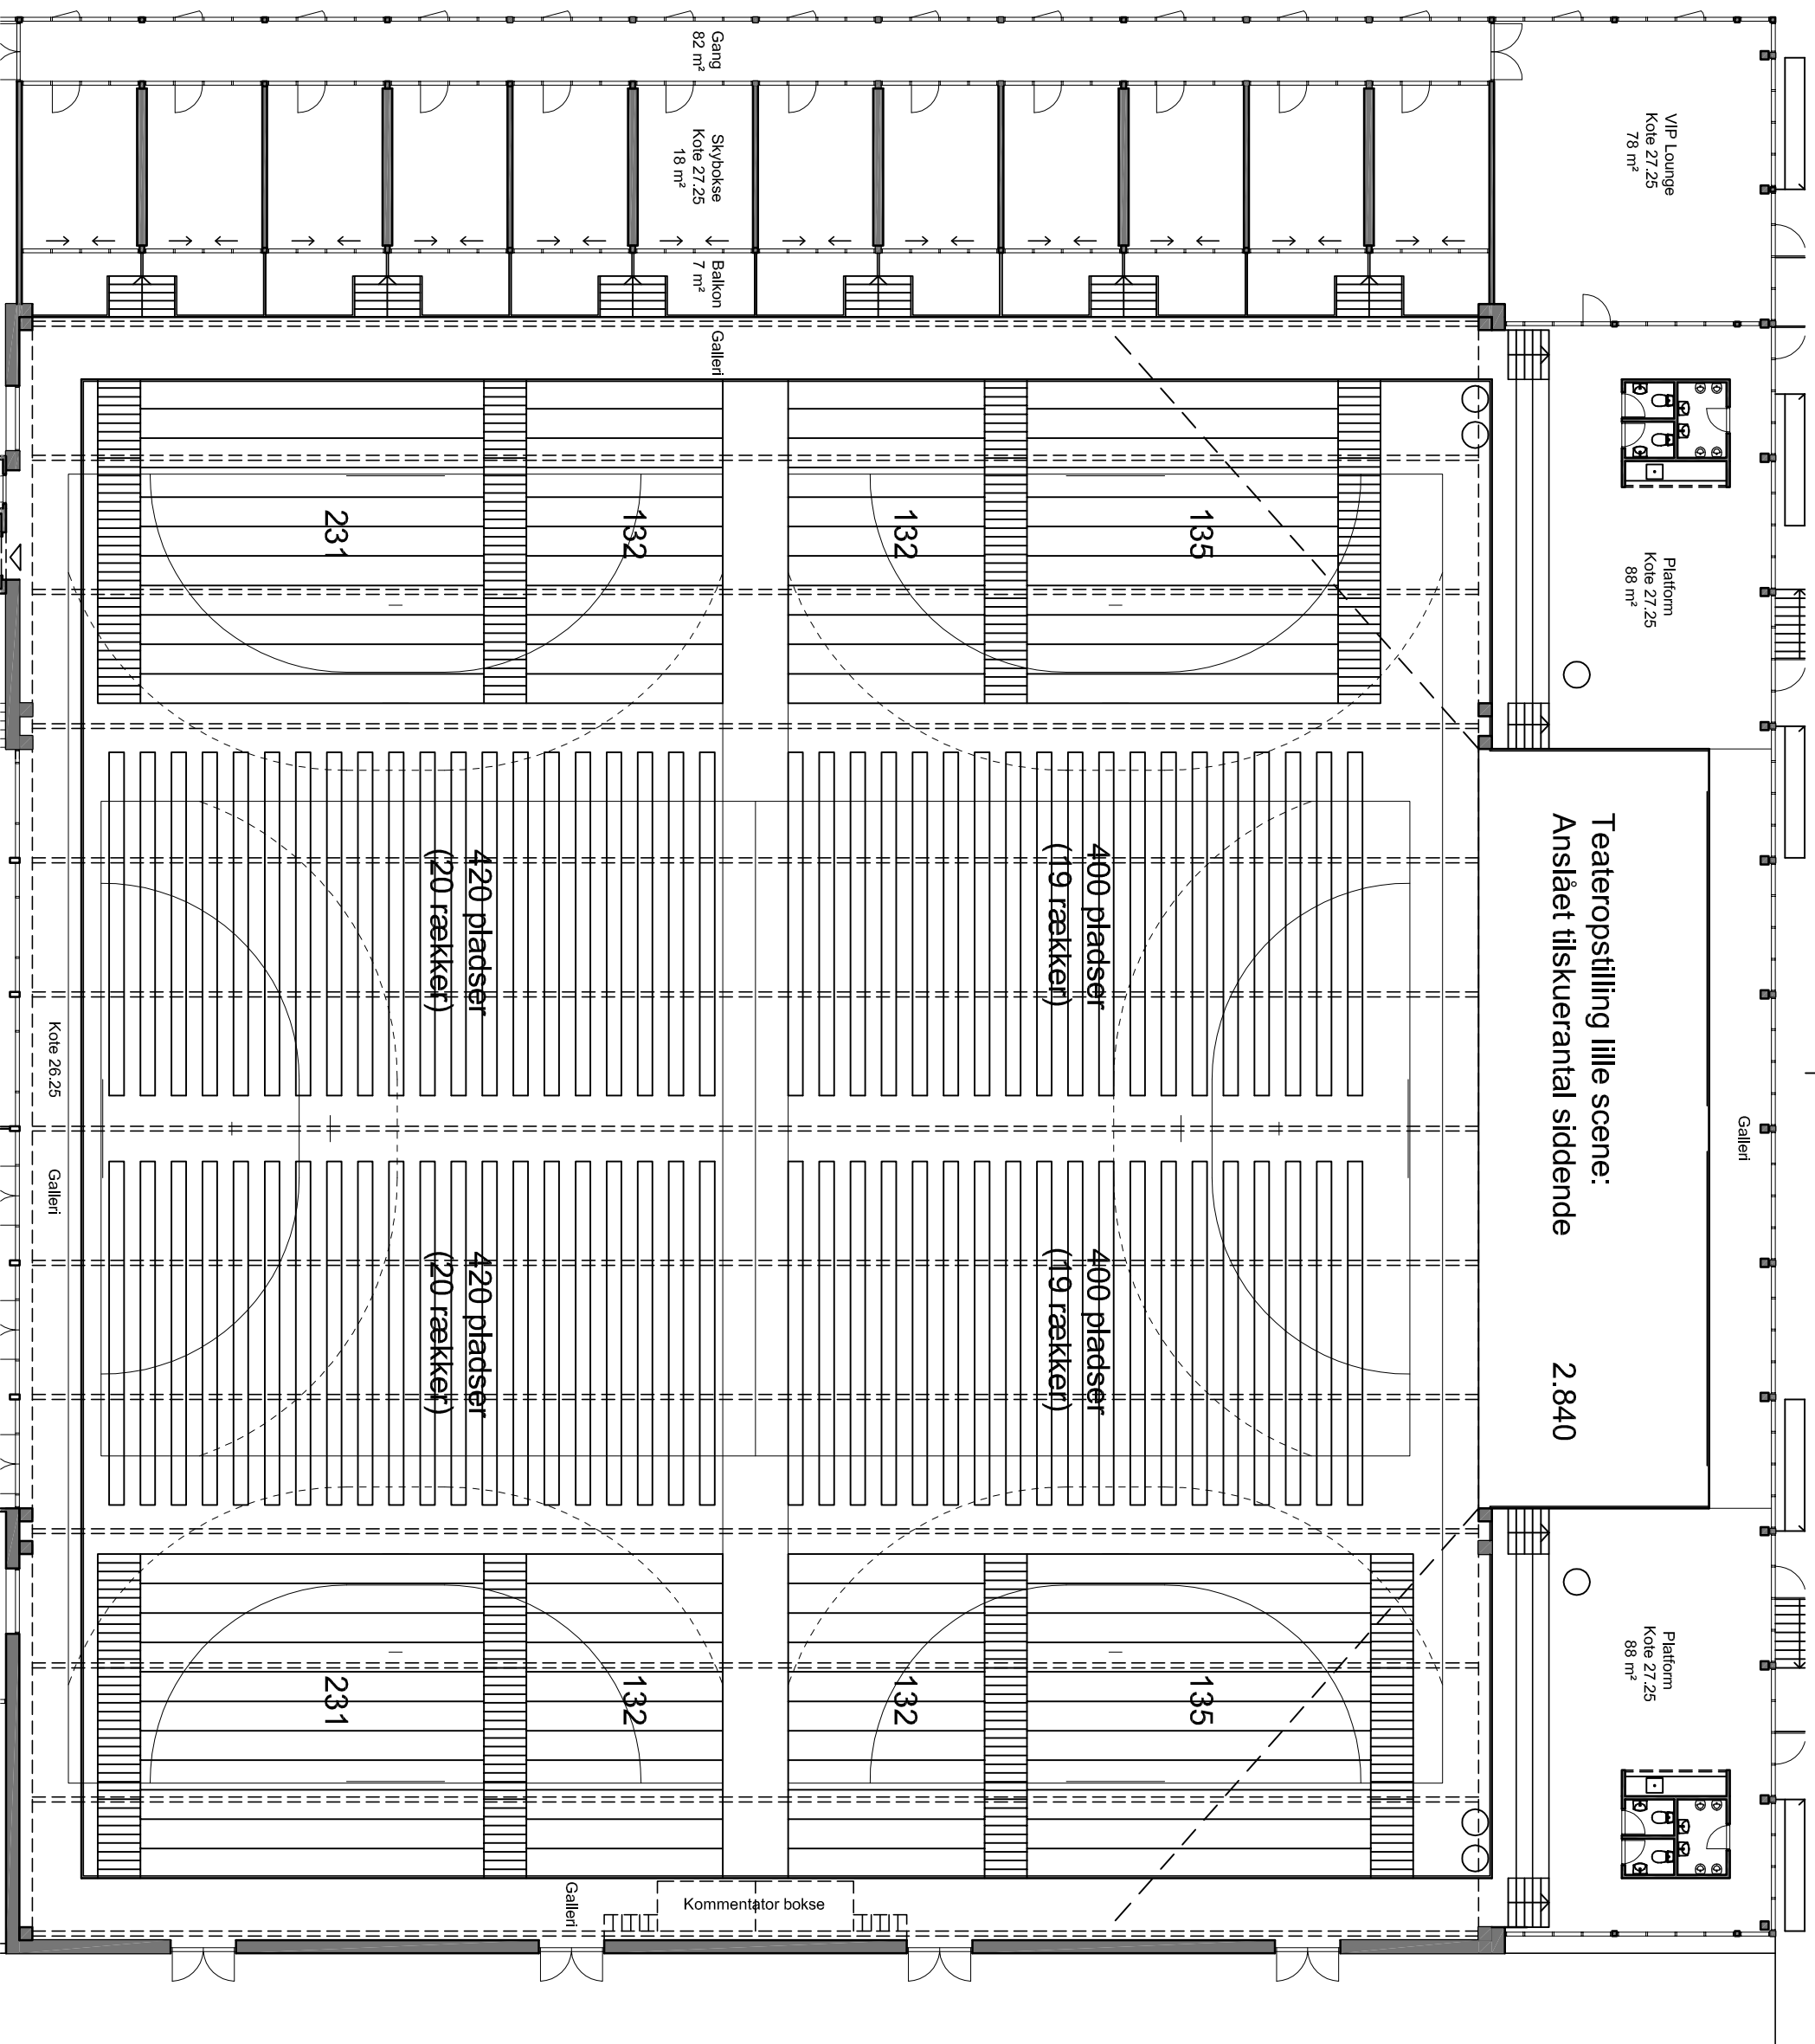 Gang
82 m²
VIP Lounge
Kote 27.25
78 m²
Skybokse
Kote 27.25
18 m²
Balkon
7 m²
Galleri
231
132
132
135
Platform
Kote 27.25
88 m²
Teateropstilling lille scene:
Anslået tilskuerantal siddende 2.840
420 pladser
(20 rækker)
400 pladser
(19 rækker)
Kote 26.25
Galleri
Galleri
420 pladser
(20 rækker)
400 pladser
(19 rækker)
231
132
132
135
Platform
Kote 27.25
88 m²
Galleri
Kommentator bokse